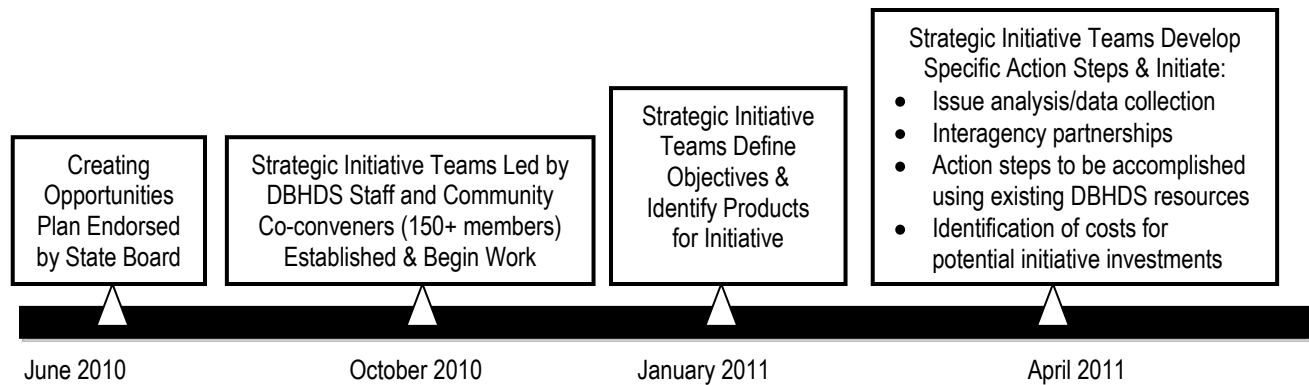 Creating
Opportunities
Plan Endorsed
by State Board
Strategic Initiative Teams Led by
DBHDS Staff and Community
Co-conveners (150+ members)
Established & Begin Work
Strategic Initiative
Teams Define
Objectives &
Identify Products
for Initiative
Strategic Initiative Teams Develop
Specific Action Steps & Initiate:
• Issue analysis/data collection
• Interagency partnerships
• Action steps to be accomplished
using existing DBHDS resources
• Identification of costs for
potential initiative investments
June 2010
October 2010
January 2011
April 2011